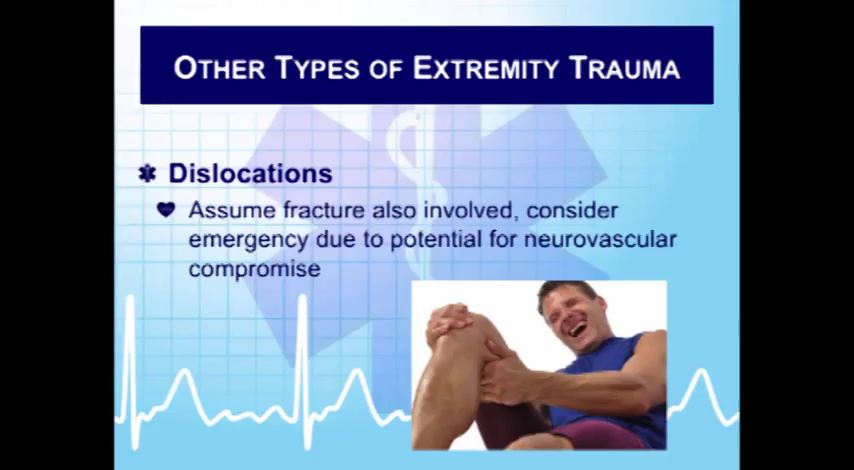 OTHER TYPES OF EXTREMITY TRAUMA
Dislocations
Assume fracture also involved, consider
emergency due to potential for neurovascular
compromise